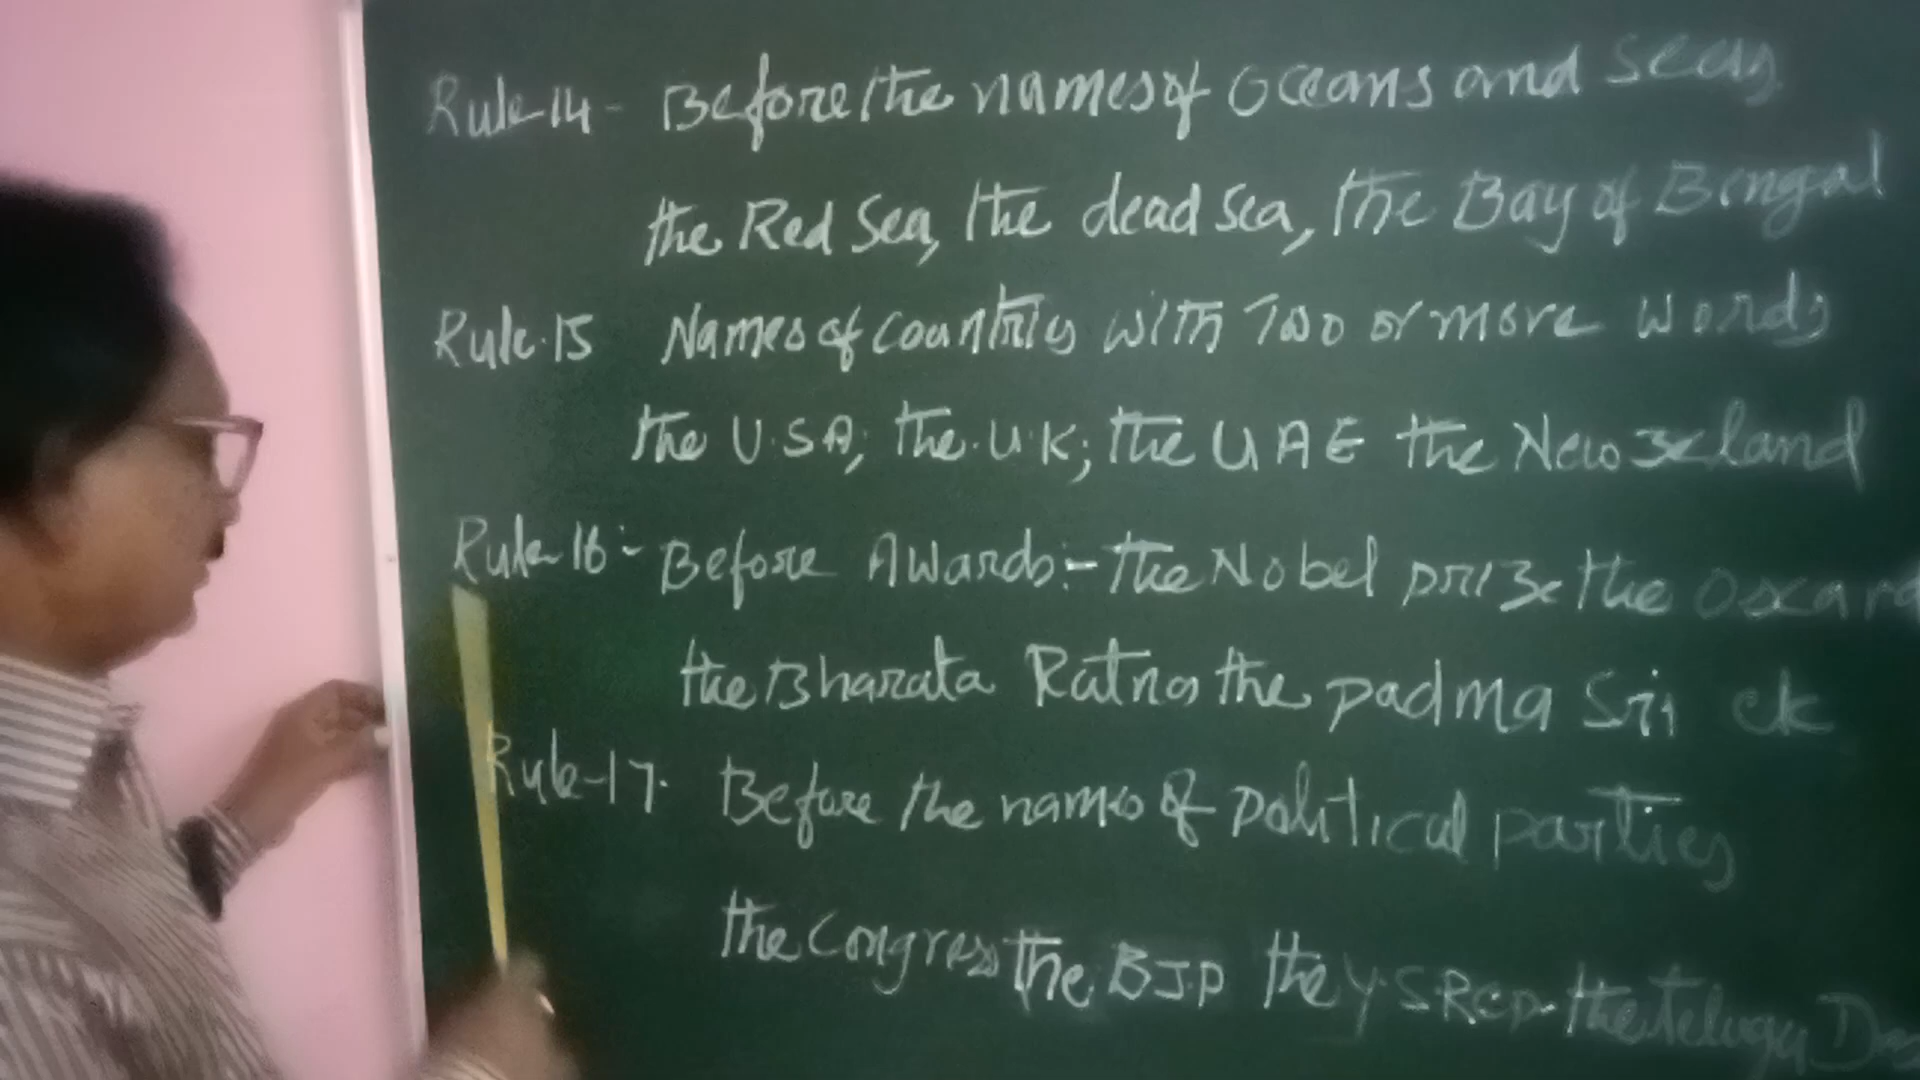 Rule-14- Before the names of Oceans and seas
the Red Sea, the dead sea, the Bay of Bengal
Rule.15 Names of countries with Two or more words
the U.S.A; the U.K; the UAE the New Zeland
Rule-16:- Before Awards:- the Nobel prize the Oscard
the Bharata Ratna the padma Sri
Rule-17. Before the names of political parties
the Congress the BJP the Y.S.RCP. the Telugu